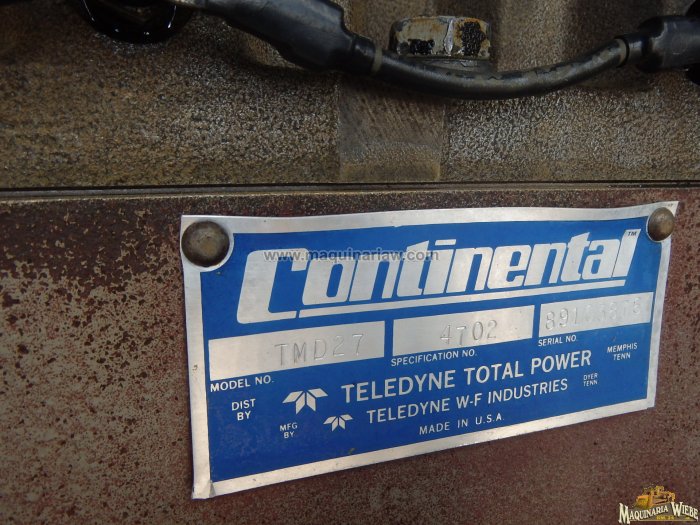 Continental™
www.maquinariaw.com
TMD27 4702
MODEL NO. SPECIFICATION NO. SERIAL NO.
DIST BY TELEDYNE TOTAL POWER MEMPHIS TENN
MFG BY TELEDYNE W-F INDUSTRIES DYER TENN
MADE IN U.S.A.
MAQUINARIA WIEBE